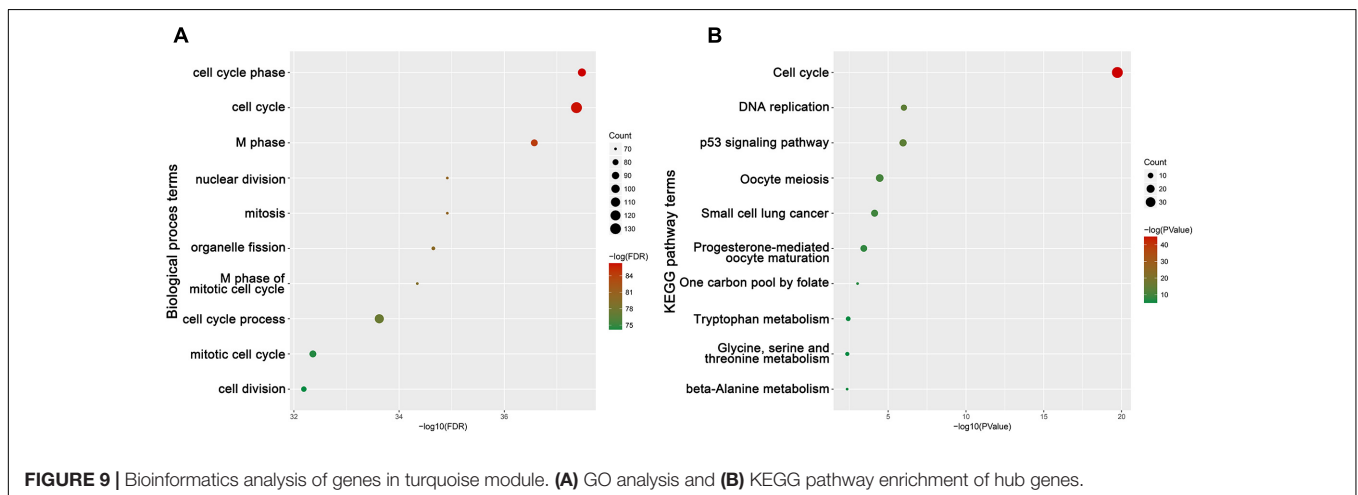 A
Biological proces terms
cell cycle phase
cell cycle
M phase
nuclear division
mitosis
organelle fission
M phase of
mitotic cell cycle
cell cycle process
mitotic cell cycle
cell division
32
34
36
−log10(FDR)
Count
70
80
90
100
110
120
130
−log(FDR)
84
81
78
75
B
KEGG pathway terms
Cell cycle
DNA replication
p53 signaling pathway
Oocyte meiosis
Small cell lung cancer
Progesterone-mediated
oocyte maturation
One carbon pool by folate
Tryptophan metabolism
Glycine, serine and
threonine metabolism
beta-Alanine metabolism
5
10
15
20
−log10(PValue)
Count
10
20
30
−log(PValue)
40
30
20
10
FIGURE 9 | Bioinformatics analysis of genes in turquoise module. (A) GO analysis and (B) KEGG pathway enrichment of hub genes.